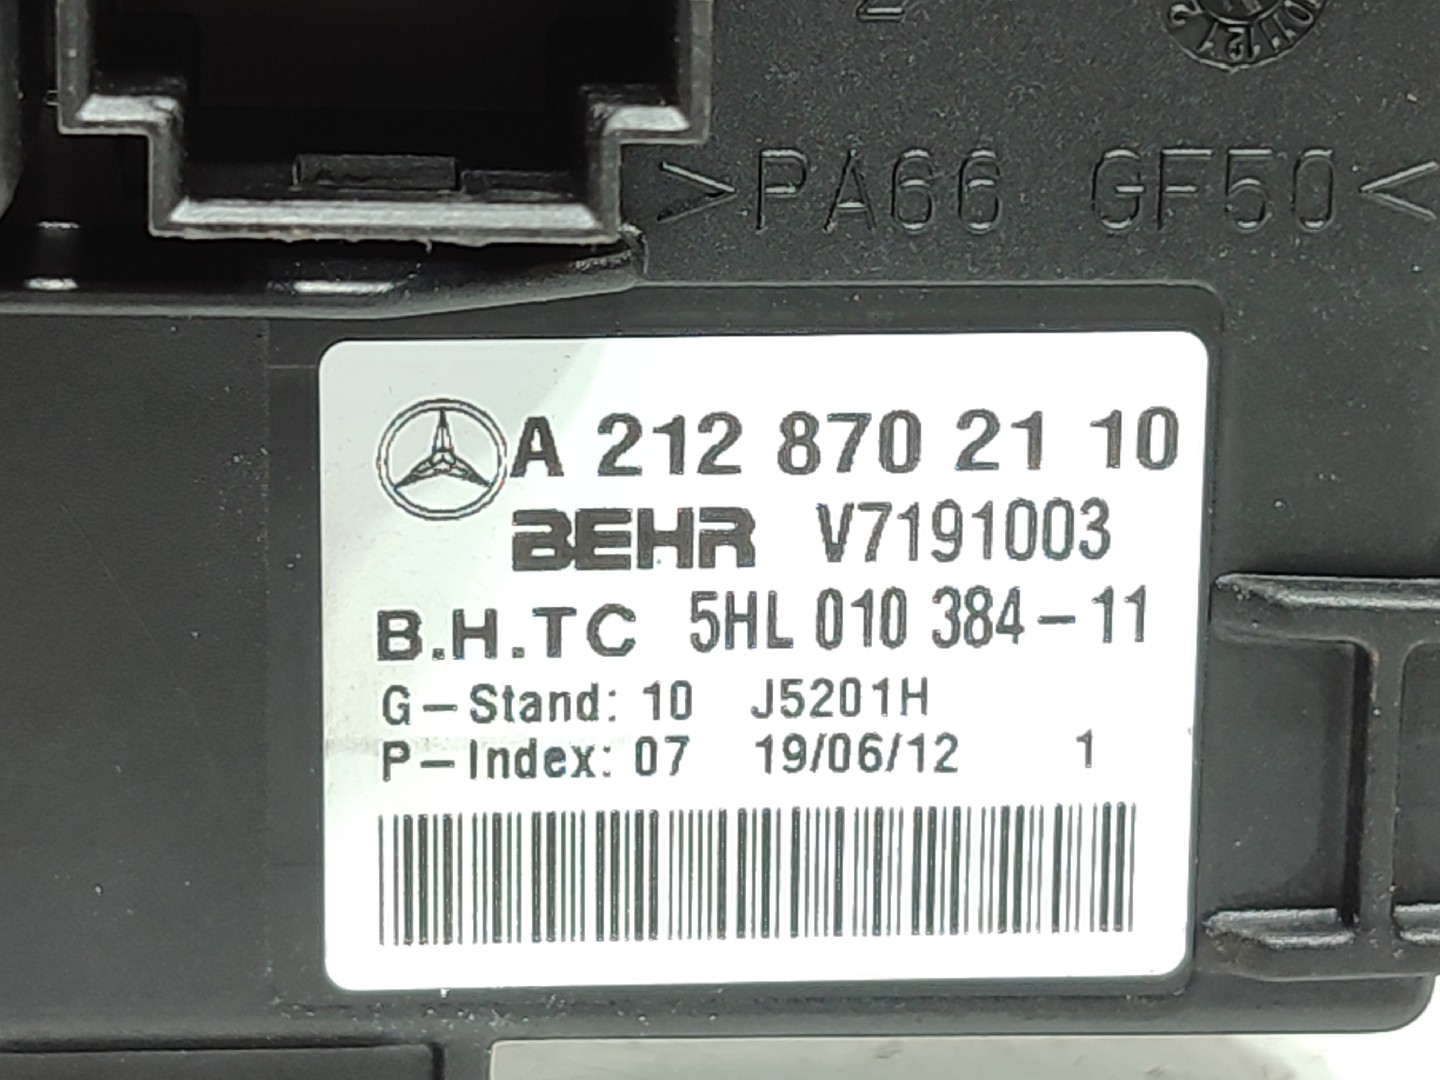 >PA66 GF50<
A 212 870 21 10
BEHR V7191003
B.H.TC 5HL 010 384-11
G-Stand: 10 J5201H
P-Index: 07 19/06/12 1